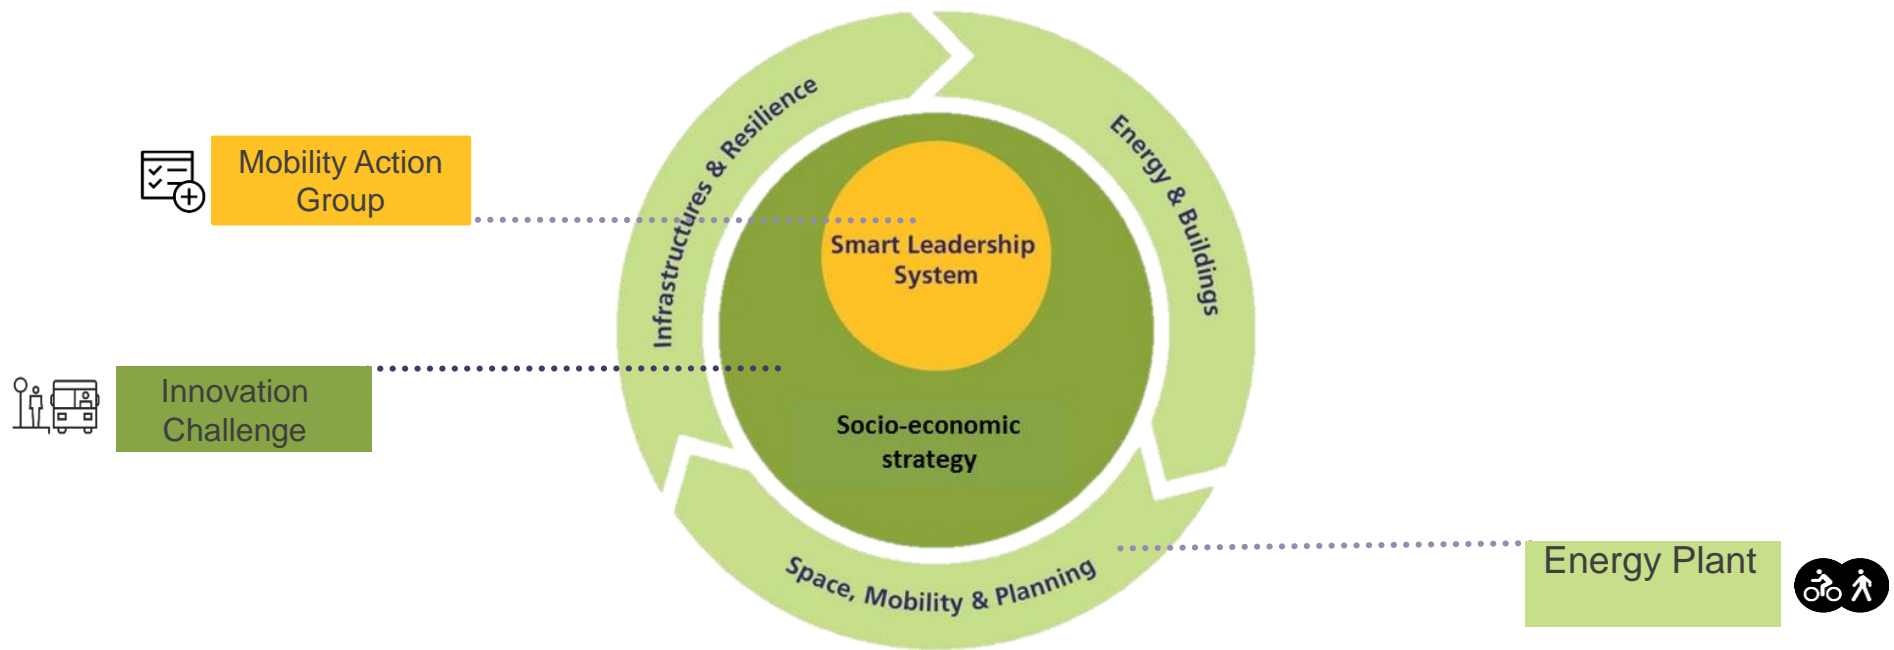 Mobility Action
Group
Innovation
Challenge
Infrastructures & Resilience
Energy & Buildings
Smart Leadership
System
Socio-economic
strategy
Space, Mobility & Planning
Energy Plant